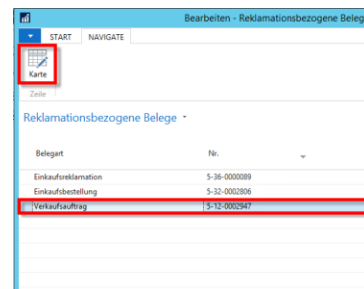 Bearbeiten - Reklamationsbezogene Beleg
START NAVIGATE
Karte
Zeile
Reklamationsbezogene Belege
Belegart Nr.
Einkaufsreklamation 5-36-0000089
Einkaufsbestellung 5-32-0002806
Verkaufsauftrag 5-12-0002947